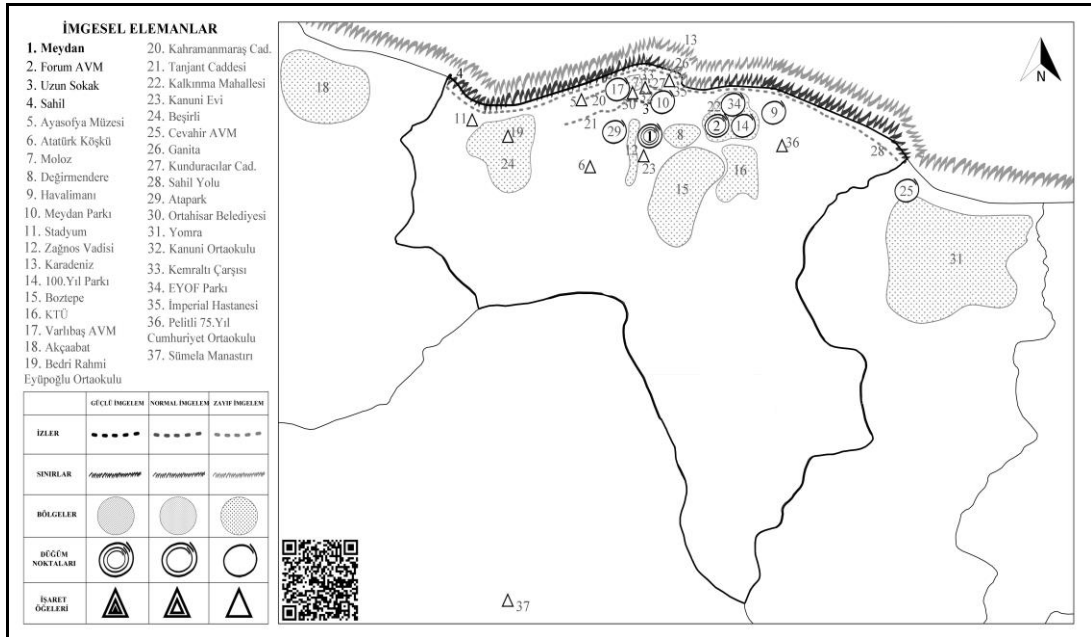 İMGESEL ELEMANLAR
1. Meydan
2. Forum AVM
3. Uzun Sokak
4. Sahil
5. Ayasofya Müzesi
6. Atatürk Köşkü
7. Moloz
8. Değirmendere
9. Havalimanı
10. Meydan Parkı
11. Stadyum
12. Zağnos Vadisi
13. Karadeniz
14. 100.Yıl Parkı
15. Boztepe
16. KTÜ
17. Varlıbaş AVM
18. Akçaabat
19. Bedri Rahmi
Eyüpoğlu Ortaokulu
20. Kahramanmaraş Cad.
21. Tanjant Caddesi
22. Kalkınma Mahallesi
23. Kanuni Evi
24. Beşirli
25. Cevahir AVM
26. Ganita
27. Kunduracılar Cad.
28. Sahil Yolu
29. Atapark
30. Ortahisar Belediyesi
31. Yomra
32. Kanuni Ortaokulu
33. Kemraltı Çarşısı
34. EYOF Parkı
35. İmperial Hastanesi
36. Pelitli 75.Yıl
Cumhuriyet Ortaokulu
37. Sümela Manastırı
GÜÇLÜ İMGELEM NORMAL İMGELEM ZAYIF İMGELEM
İZLER
SINIRLAR
BÖLGELER
DÜĞÜM
NOKTALARI
İŞARET
ÖĞELERİ
13
N
18
4
26
17
27
5
20
30
3
10
35
22
34
9
11
19
21
29
1
8
2
14
36
28
24
6
12
23
15
16
25
31
37